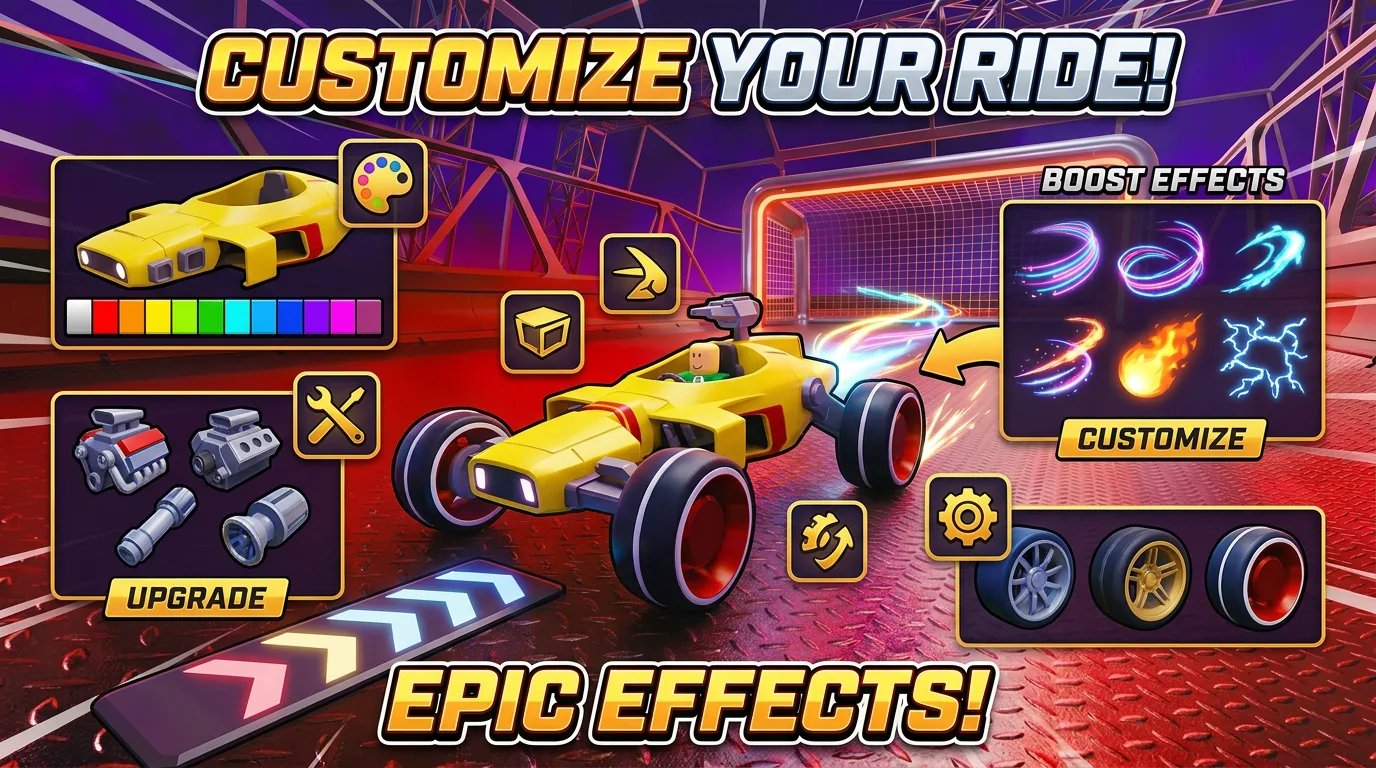 CUSTOMIZE YOUR RIDE!
BOOST EFFECTS
CUSTOMIZE
UPGRADE
EPIC EFFECTS!